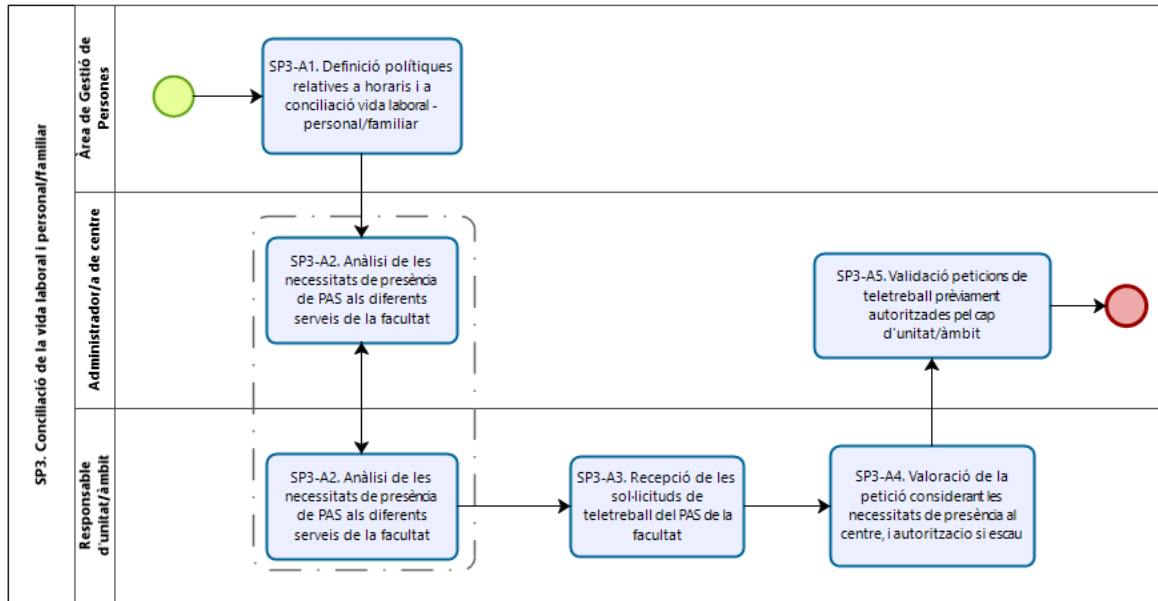 SP3. Conciliació de la vida laboral i personal/familiar
Àrea de Gestió de
Persones
SP3-A1. Definició polítiques
relatives a horaris i a
conciliació vida laboral -
personal/familiar
Administrador/a de centre
SP3-A2. Anàlisi de les
necessitats de presència
de PAS als diferents
serveis de la facultat
SP3-A5. Validació peticions de
teletreball prèviament
autoritzades pel cap
d'unitat/àmbit
Responsable
d'unitat/àmbit
SP3-A2. Anàlisi de les
necessitats de presència
de PAS als diferents
serveis de la facultat
SP3-A3. Recepció de les
sol·licituds de
teletreball del PAS de la
facultat
SP3-A4. Valoració de la
petició considerant les
necessitats de presència al
centre, i autorització si escau